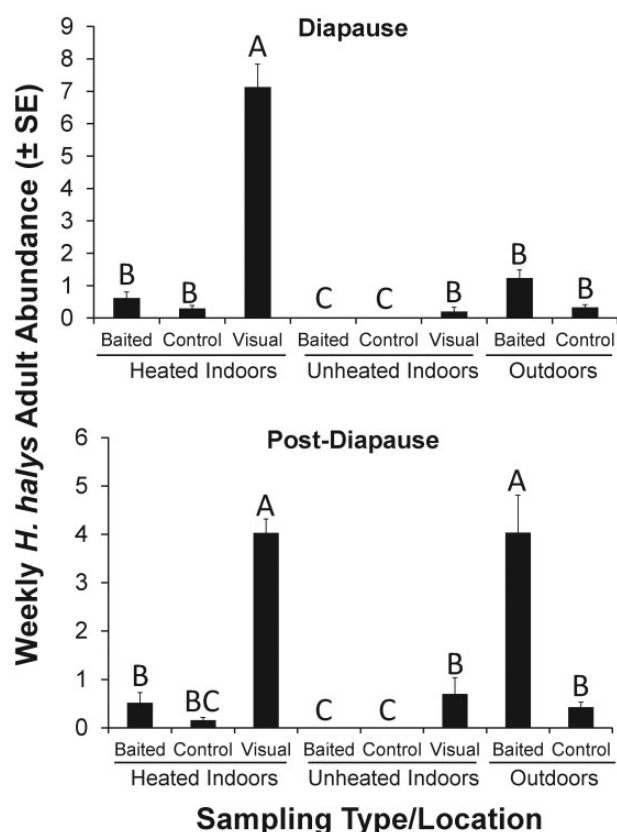 Weekly H. halys Adult Abundance (± SE)
Diapause
9
8
7
6
5
4
3
2
1
0
B
B
A
C
C
B
B
B
Baited Control Visual Baited Control Visual Baited Control
Heated Indoors Unheated Indoors Outdoors
Post-Diapause
6
5
4
3
2
1
0
B
BC
A
C
C
B
A
B
Baited Control Visual Baited Control Visual Baited Control
Heated Indoors Unheated Indoors Outdoors
Sampling Type/Location